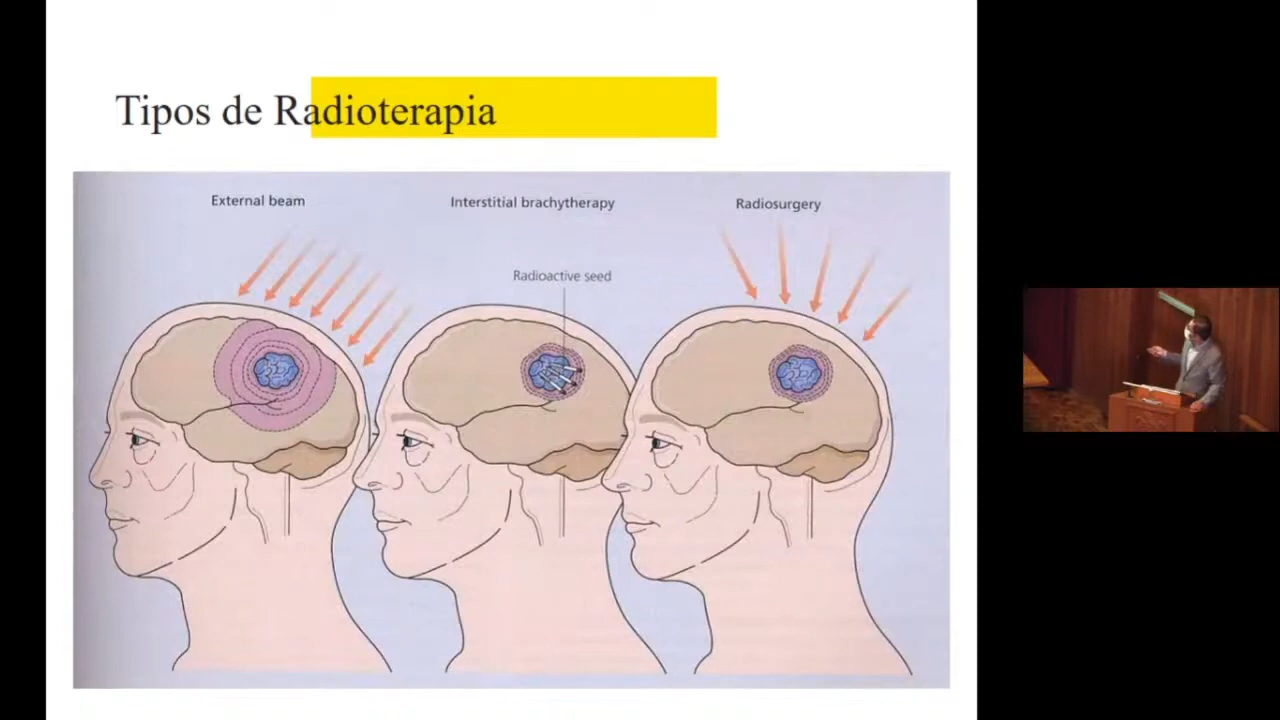 Tipos de Radioterapia
External beam
Interstitial brachytherapy
Radiosurgery
Radioactive seed